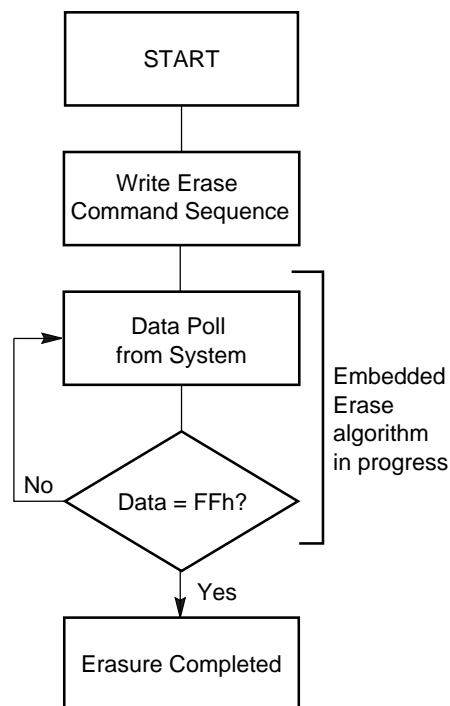 START
Write Erase
Command Sequence
Data Poll
from System
Embedded
Erase
algorithm
in progress
No
Data = FFh?
Yes
Erasure Completed